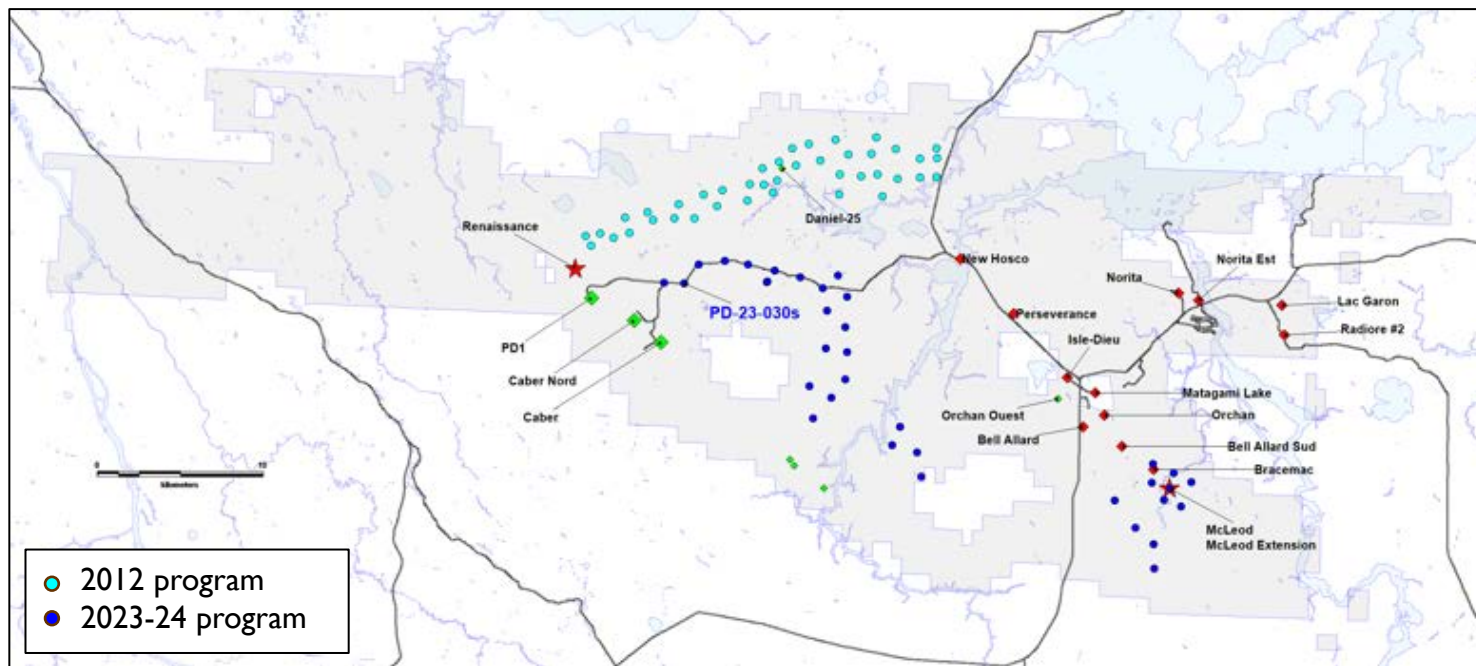 Renaissance
Daniel-25
New Hosco
Norita
Norita Est
Lac Garon
Radiore #2
PD-23-030s
Perseverance
Isle-Dieu
PD1
Caber Nord
Caber
Matagami Lake
Orchan Ouest
Orchan
Bell Allard
Bell Allard Sud
Bracemac
McLeod
McLeod Extension
0 10
kilometers
2012 program
2023-24 program